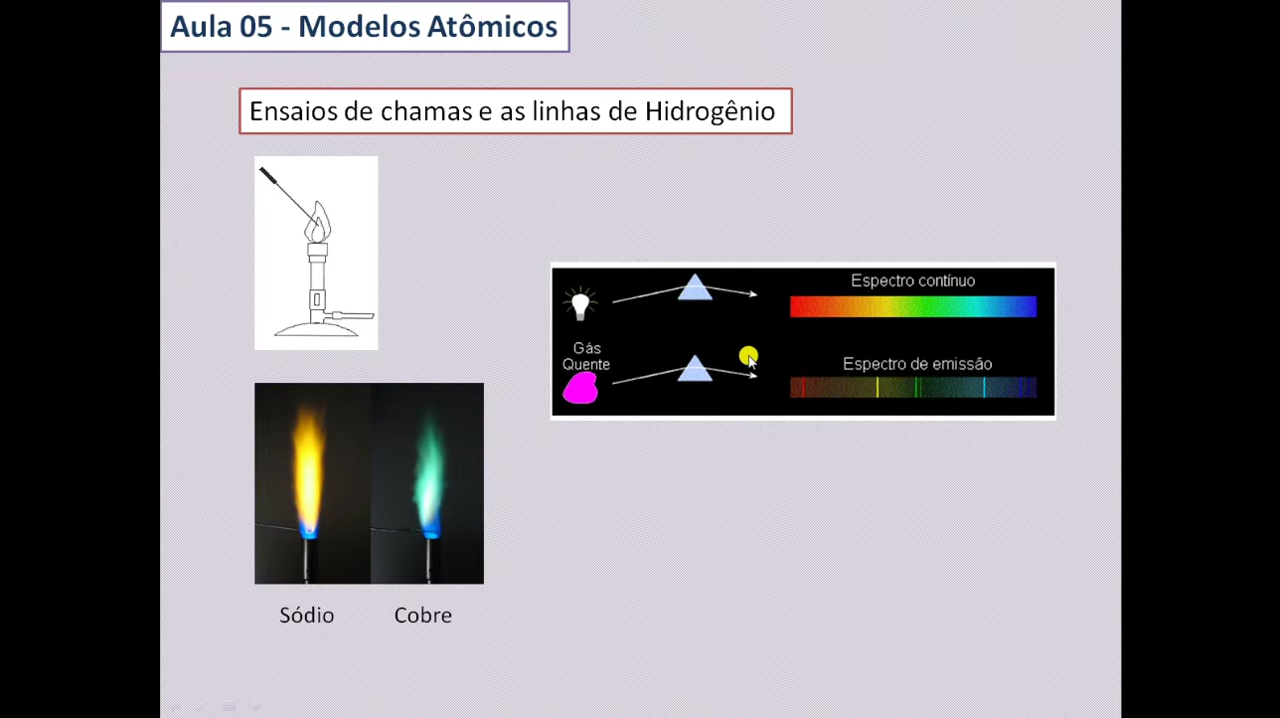 Aula 05 - Modelos Atômicos
Ensaios de chamas e as linhas de Hidrogênio
Espectro contínuo
Gás
Quente
Espectro de emissão
Sódio
Cobre